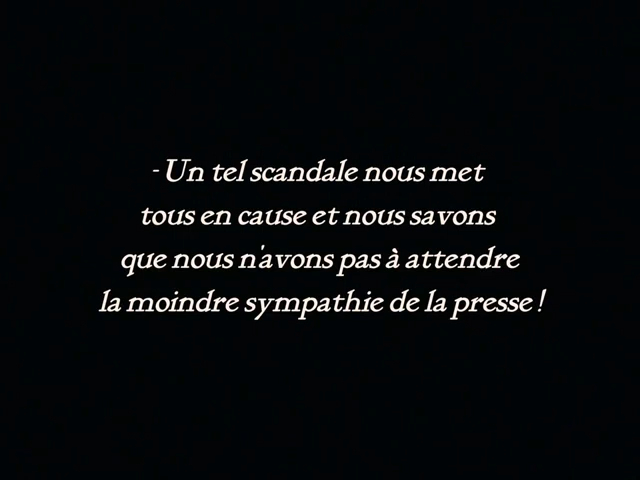 - Un tel scandale nous met
tous en cause et nous savons
que nous n'avons pas à attendre
la moindre sympathie de la presse !